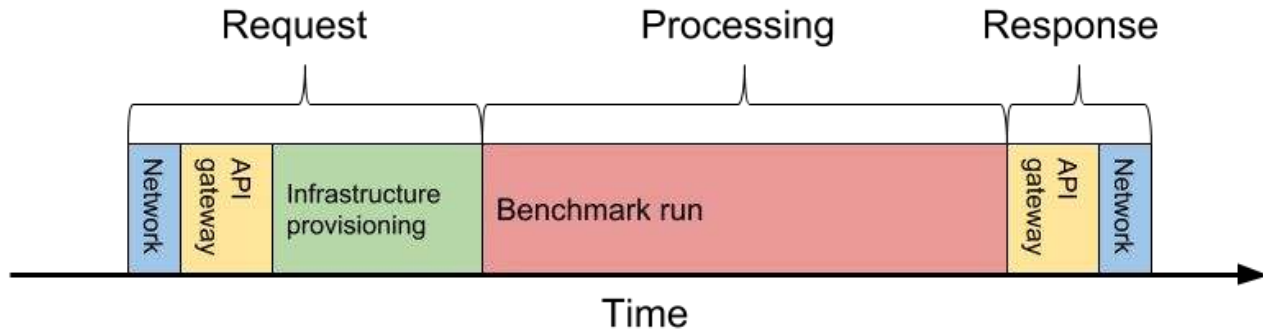 Request
Processing
Response
Network
API
gateway
Infrastructure
provisioning
Benchmark run
API
gateway
Network
Time